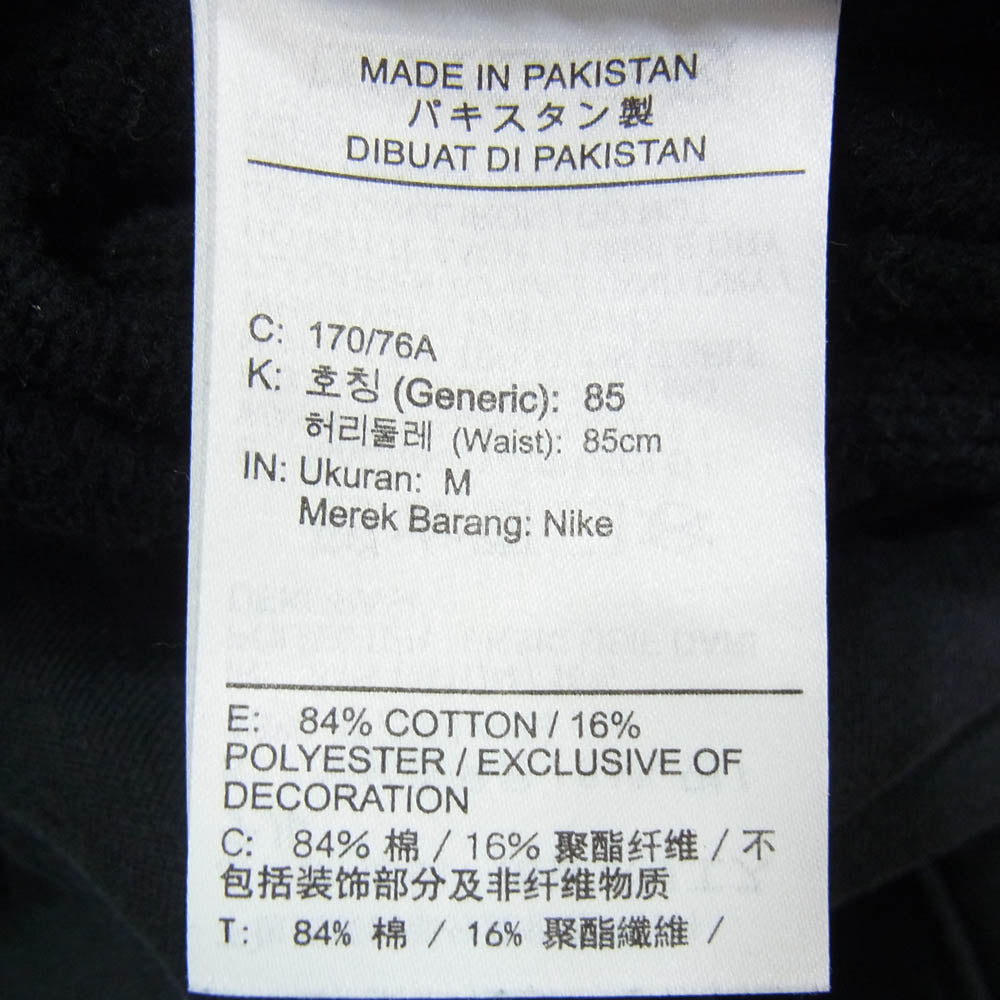 MADE IN PAKISTAN
パキスタン製
DIBUAT DI PAKISTAN
C: 170/76A
K: 호칭 (Generic): 85
허리둘레 (Waist): 85cm
IN: Ukuran: M
Merek Barang: Nike
E: 84% COTTON / 16%
POLYESTER / EXCLUSIVE OF
DECORATION
C: 84% 棉 / 16% 聚酯纤维 / 不
包括装饰部分及非纤维物质
T: 84% 棉 / 16% 聚酯纖維 /